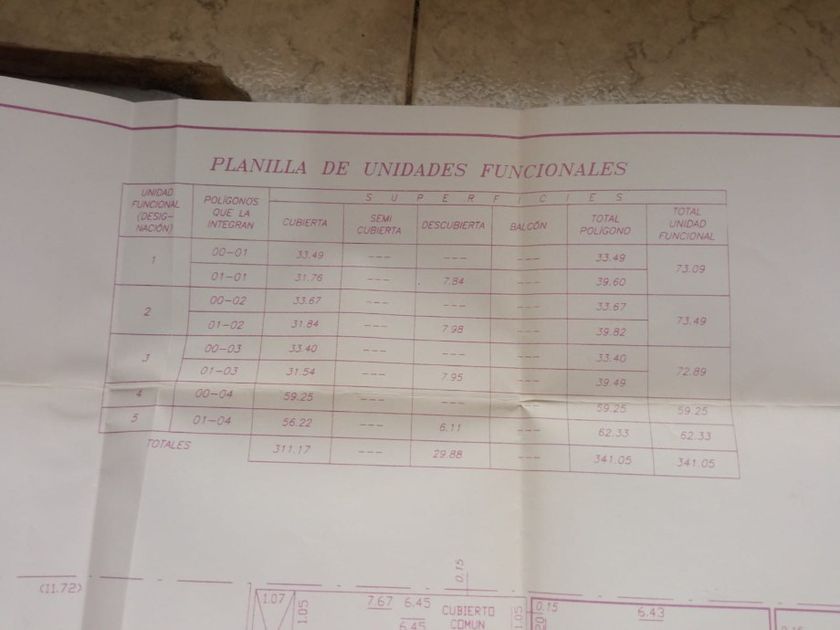 PLANILLA DE UNIDADES FUNCIONALES
UNIDAD FUNCIONAL (DESIG-NACIÓN) POLÍGONOS QUE LA INTEGRAN SUPERFICIES
CUBIERTA SEMI CUBIERTA DESCUBIERTA BALCÓN TOTAL POLÍGONO TOTAL UNIDAD FUNCIONAL
1 00-01 33.49 --- --- --- 33.49 73.09
01-01 31.76 --- 7.84 --- 39.60
2 00-02 33.67 --- --- --- 33.67 73.49
01-02 31.84 --- 7.98 --- 39.82
3 00-03 33.40 --- --- --- 33.40 72.89
01-03 31.54 --- 7.95 --- 39.49
4 00-04 59.25 --- --- --- 59.25 59.25
5 01-04 56.22 --- 6.11 --- 62.33 62.33
TOTALES 311.17 --- 29.88 --- 341.05 341.05
(11.72)
1.07
1.05
7.67 6.45
6.45
0.15
CUBIERTO
COMUN
1.05
0.15
20
6.43